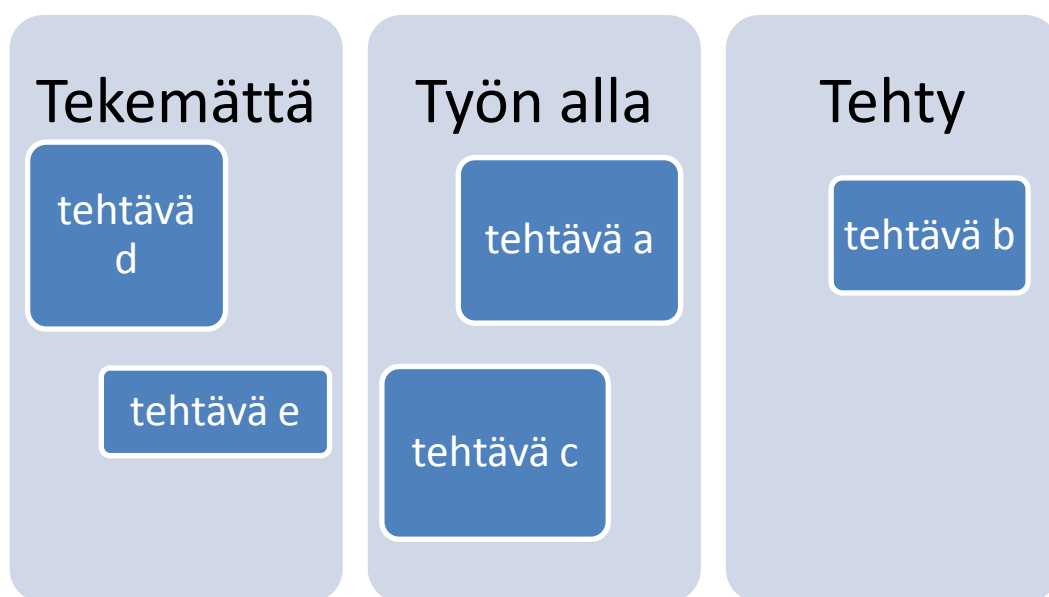 Tekemättä
tehtävä
d
tehtävä e
Työn alla
tehtävä a
tehtävä c
Tehty
tehtävä b